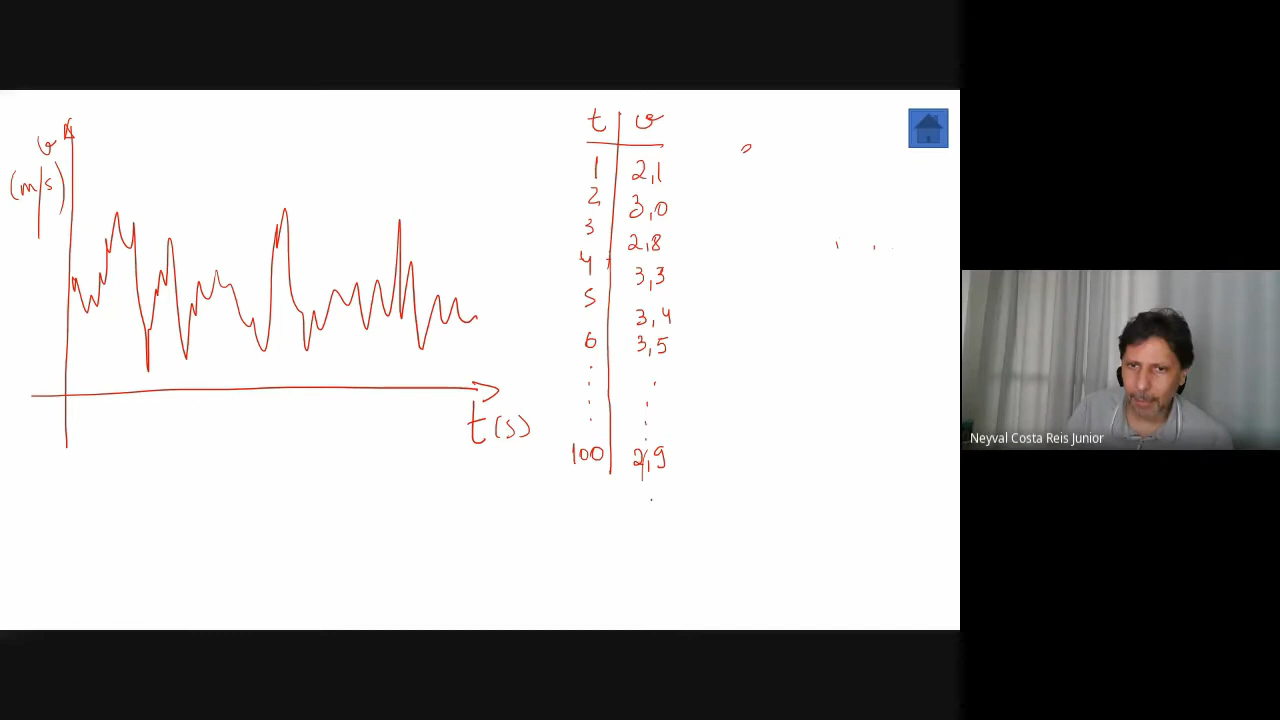 v
(m/s)
t(s)
t v
1 2,1
2 3,0
3 2,8
4 3,3
5 3,4
6 3,5
100 2,9
Neyval Costa Reis Junior